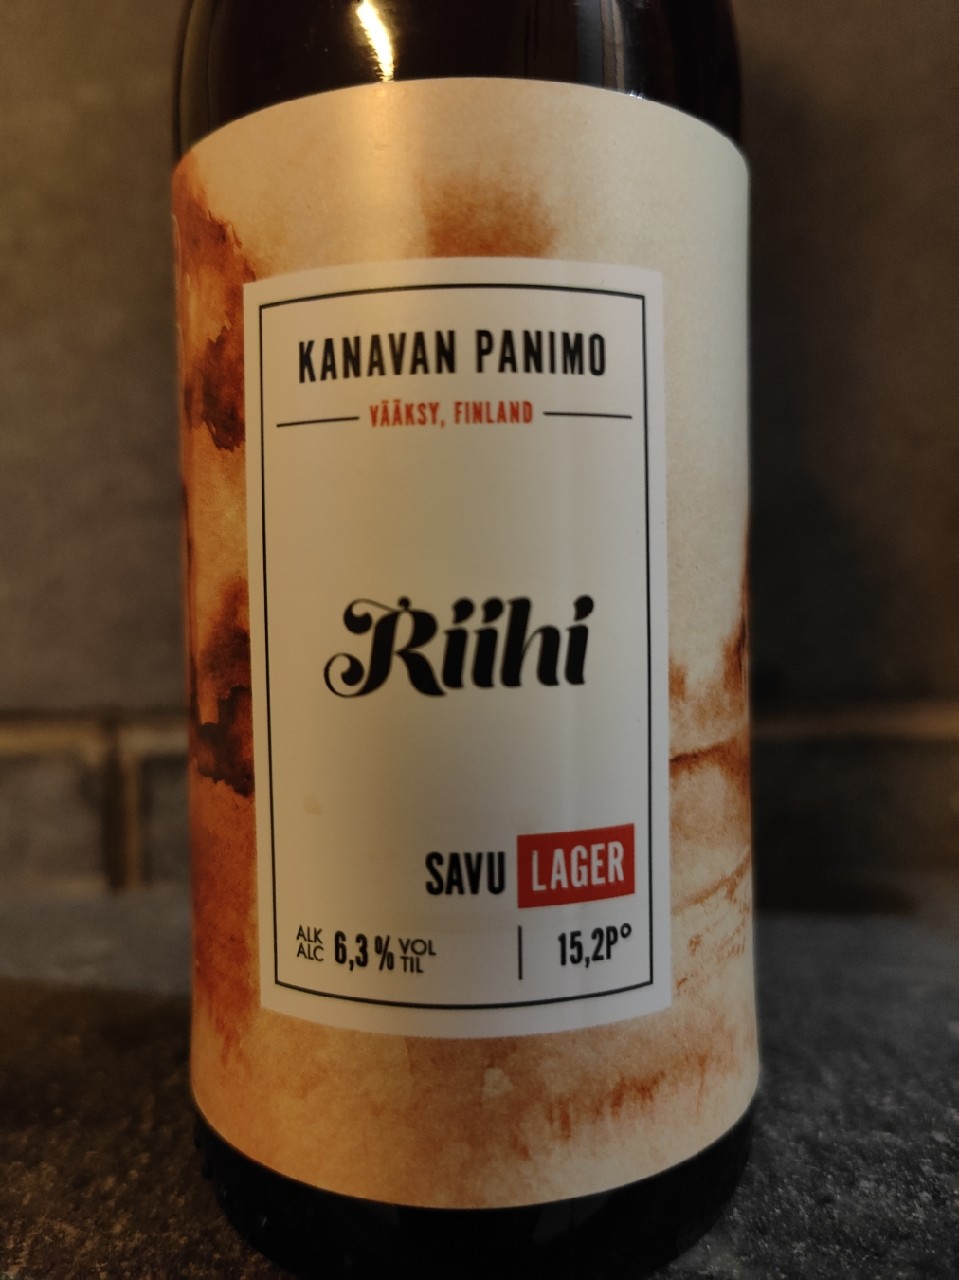 KANAVAN PANIMO
VÄÄKSY, FINLAND
Riihi
SAVU LAGER
ALK ALC 6,3 % VOL TIL 15,2P°